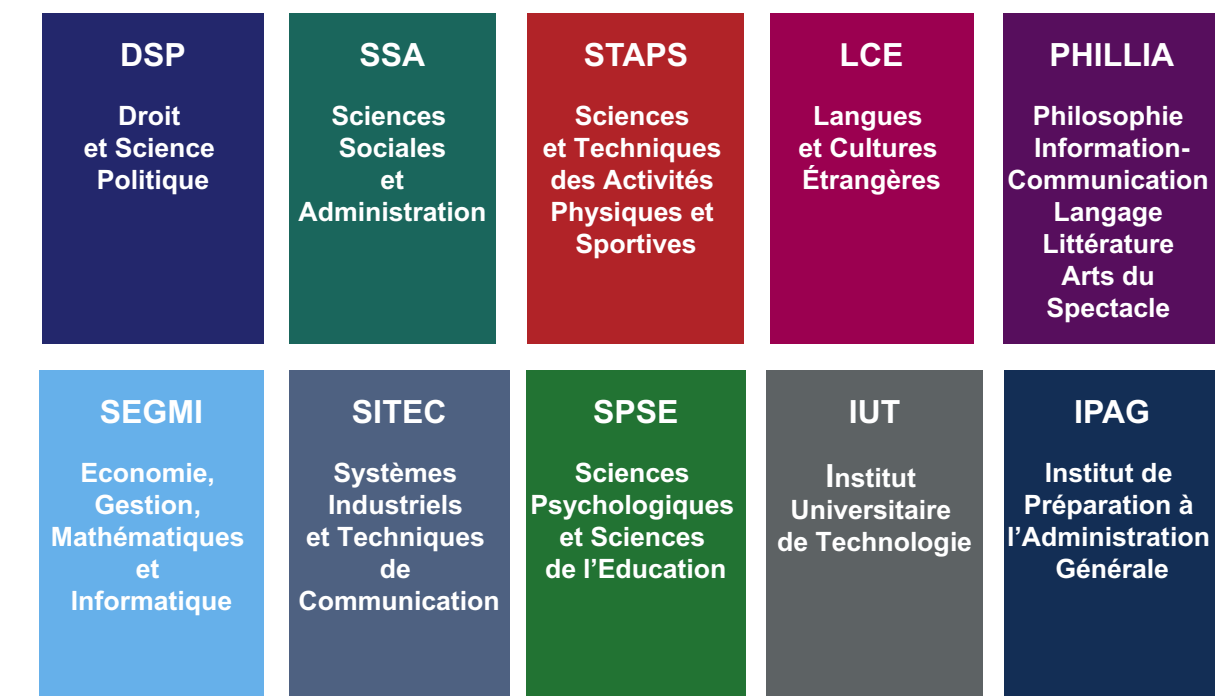 DSP
Droit
et Science
Politique
SSA
Sciences
Sociales
et
Administration
STAPS
Sciences
et Techniques
des Activités
Physiques et
Sportives
LCE
Langues
et Cultures
Étrangères
PHILLIA
Philosophie
Information-
Communication
Langage
Littérature
Arts du
Spectacle
SEGMI
Economie,
Gestion,
Mathématiques
et
Informatique
SITEC
Systèmes
Industriels
et Techniques
de
Communication
SPSE
Sciences
Psychologiques
et Sciences
de l’Education
IUT
Institut
Universitaire
de Technologie
IPAG
Institut de
Préparation à
l’Administration
Générale